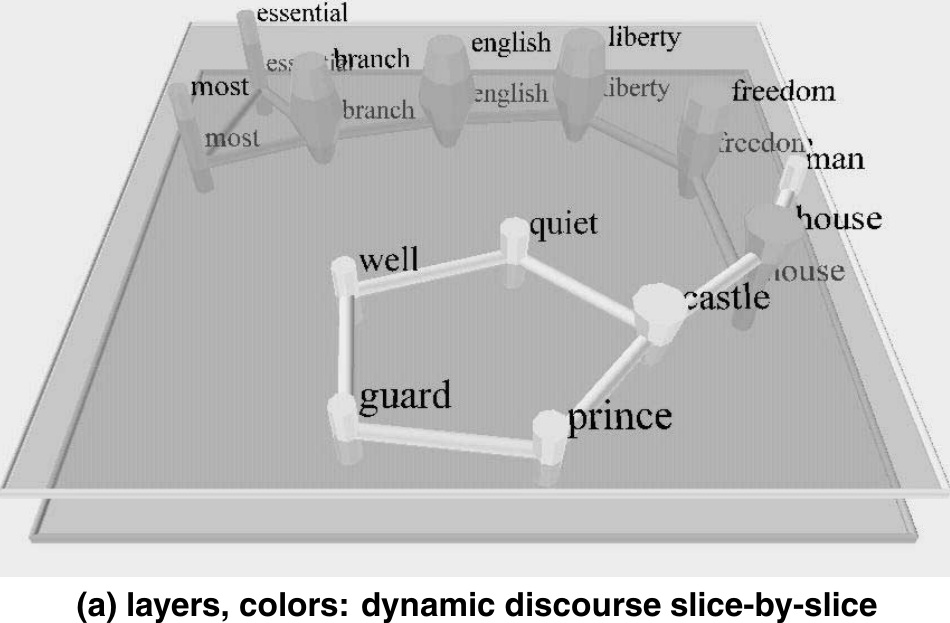 essential
essential
branch
english
liberty
most
branch
english
liberty
freedom
most
freedom
man
house
quiet
well
house
castle
guard
prince
(a) layers, colors: dynamic discourse slice-by-slice